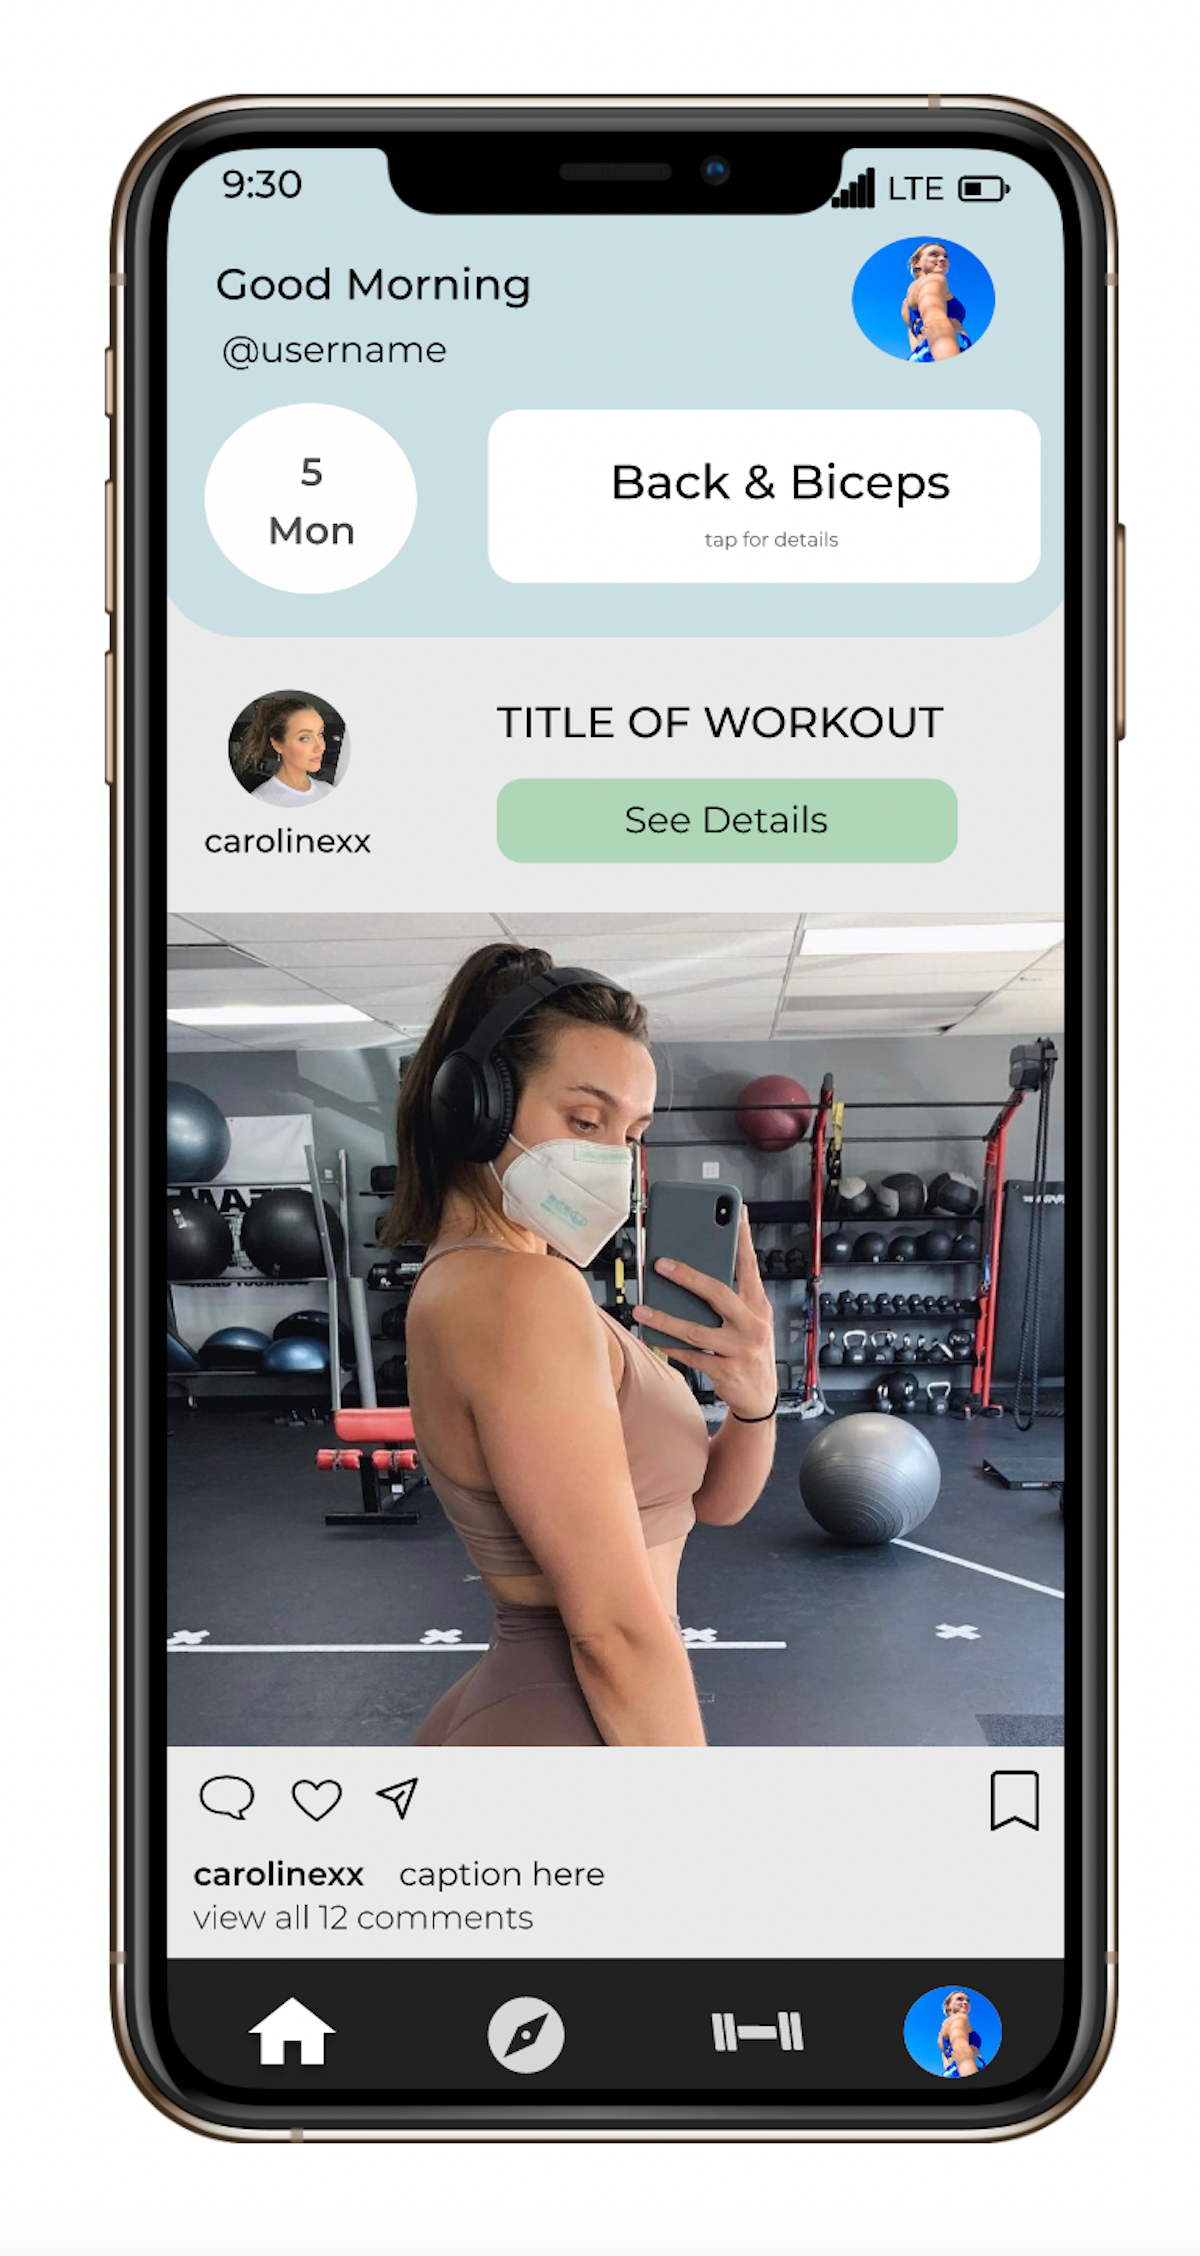 9:30
LTE
Good Morning
@username
5
Mon
Back & Biceps
tap for details
TITLE OF WORKOUT
See Details
carolinexx
carolinexx caption here
view all 12 comments